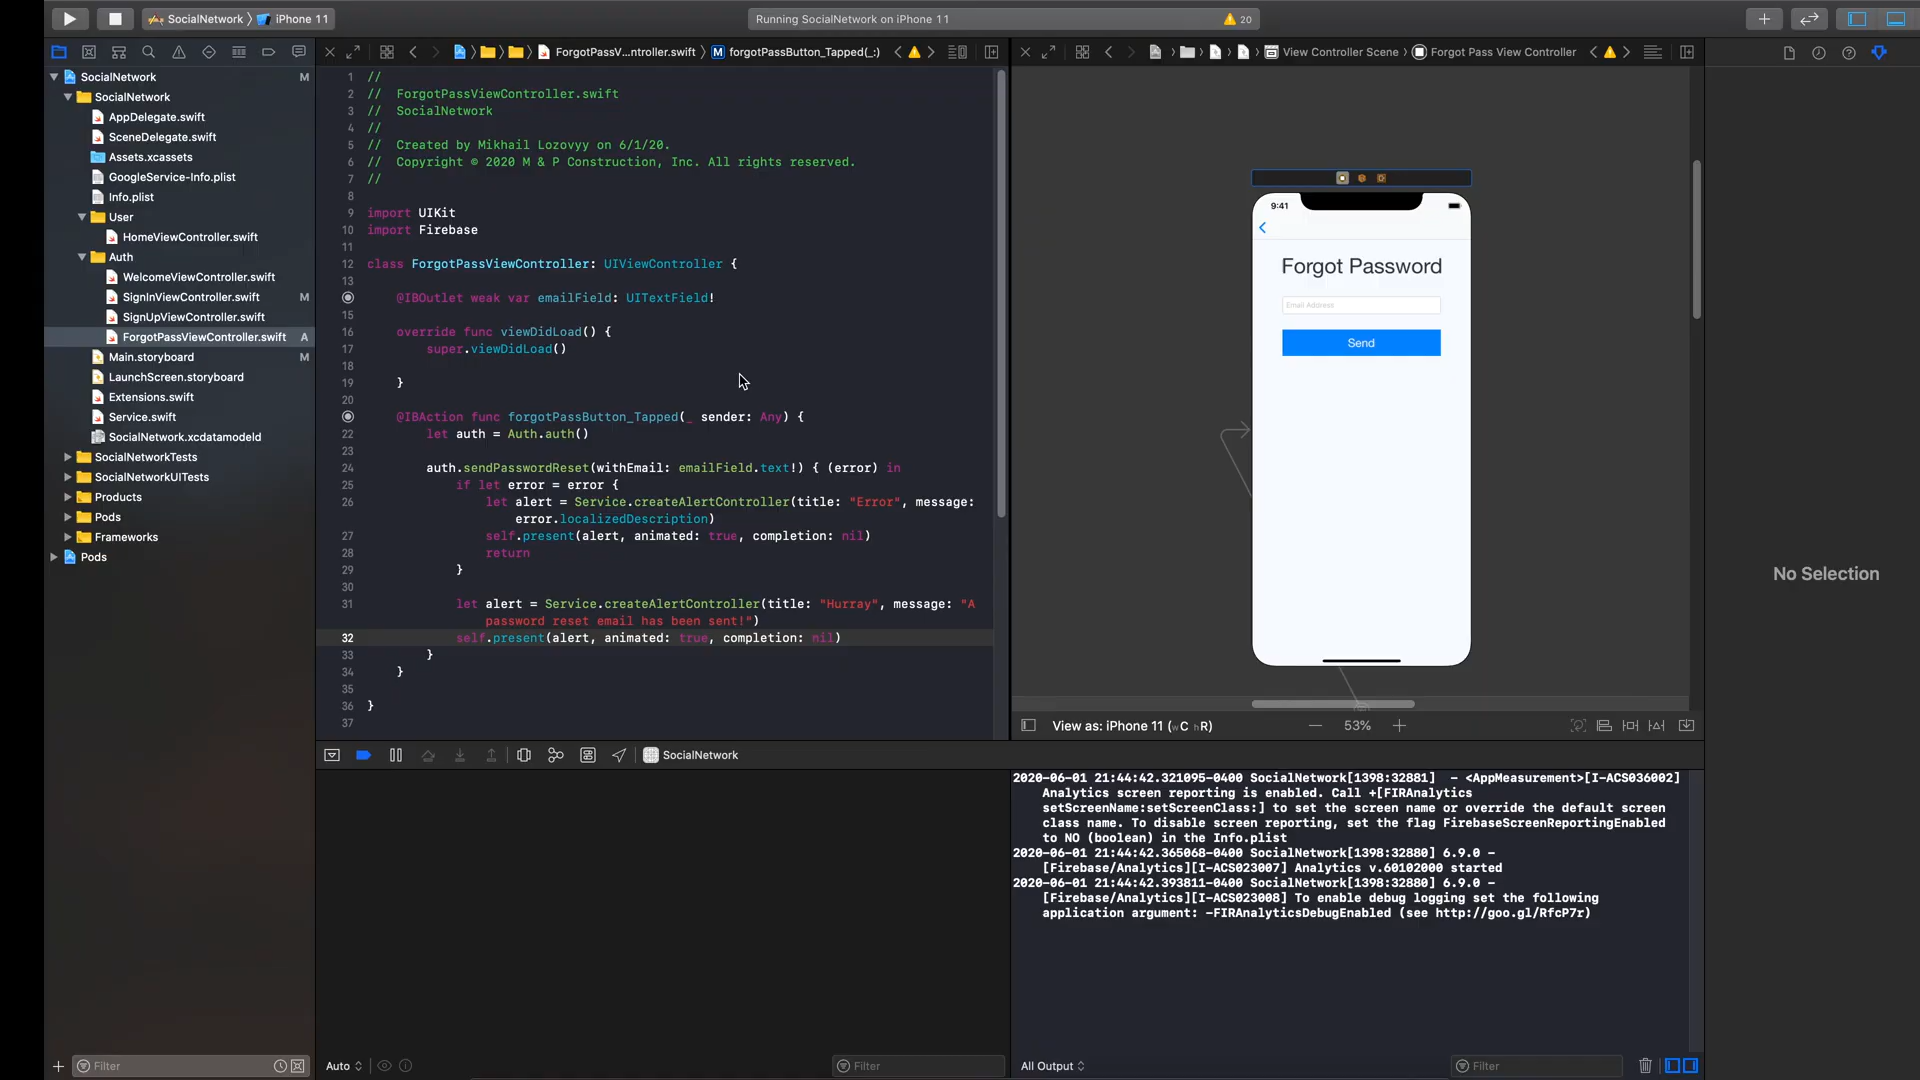 SocialNetwork
iPhone 11
Running SocialNetwork on iPhone 11
20
ForgotPassV...ntroller.swift
M forgotPassButton_Tapped(_:)
View Controller Scene
Forgot Pass View Controller
SocialNetwork M
SocialNetwork
AppDelegate.swift
SceneDelegate.swift
Assets.xcassets
GoogleService-Info.plist
Info.plist
User
HomeViewController.swift
Auth
WelcomeViewController.swift
SignInViewController.swift M
SignUpViewController.swift
ForgotPassViewController.swift A
Main.storyboard M
LaunchScreen.storyboard
Extensions.swift
Service.swift
SocialNetwork.xcdatamodeld
SocialNetworkTests
SocialNetworkUITests
Products
Pods
Frameworks
Pods
Filter
1 //
2 // ForgotPassViewController.swift
3 // SocialNetwork
4 //
5 // Created by Mikhail Lozovyy on 6/1/20.
6 // Copyright © 2020 M & P Construction, Inc. All rights reserved.
7 //
8
9 import UIKit
10 import Firebase
11
12 class ForgotPassViewController: UIViewController {
13
@IBOutlet weak var emailField: UITextField!
15
16 override func viewDidLoad() {
17 super.viewDidLoad()
18
19 }
20
@IBAction func forgotPassButton_Tapped(_ sender: Any) {
22 let auth = Auth.auth()
23
24 auth.sendPasswordReset(withEmail: emailField.text!) { (error) in
25 if let error = error {
26 let alert = Service.createAlertController(title: "Error", message:
error.localizedDescription)
27 self.present(alert, animated: true, completion: nil)
28 return
29 }
30
31 let alert = Service.createAlertController(title: "Hurray", message: "A
password reset email has been sent!")
32 self.present(alert, animated: true, completion: nil)
33 }
34 }
35
36 }
37
9:41
Forgot Password
Email Address
Send
View as: iPhone 11 (wC hR)
53%
No Selection
SocialNetwork
2020-06-01 21:44:42.321095-0400 SocialNetwork[1398:32881] - <AppMeasurement>[I-ACS036002]
Analytics screen reporting is enabled. Call +[FIRAnalytics
setScreenName:setScreenClass:] to set the screen name or override the default screen
class name. To disable screen reporting, set the flag FirebaseScreenReportingEnabled
to NO (boolean) in the Info.plist
2020-06-01 21:44:42.365068-0400 SocialNetwork[1398:32880] 6.9.0 -
[Firebase/Analytics][I-ACS023007] Analytics v.60102000 started
2020-06-01 21:44:42.393811-0400 SocialNetwork[1398:32880] 6.9.0 -
[Firebase/Analytics][I-ACS023008] To enable debug logging set the following
application argument: -FIRAnalyticsDebugEnabled (see http://goo.gl/RfcP7r)
Auto
Filter
All Output
Filter